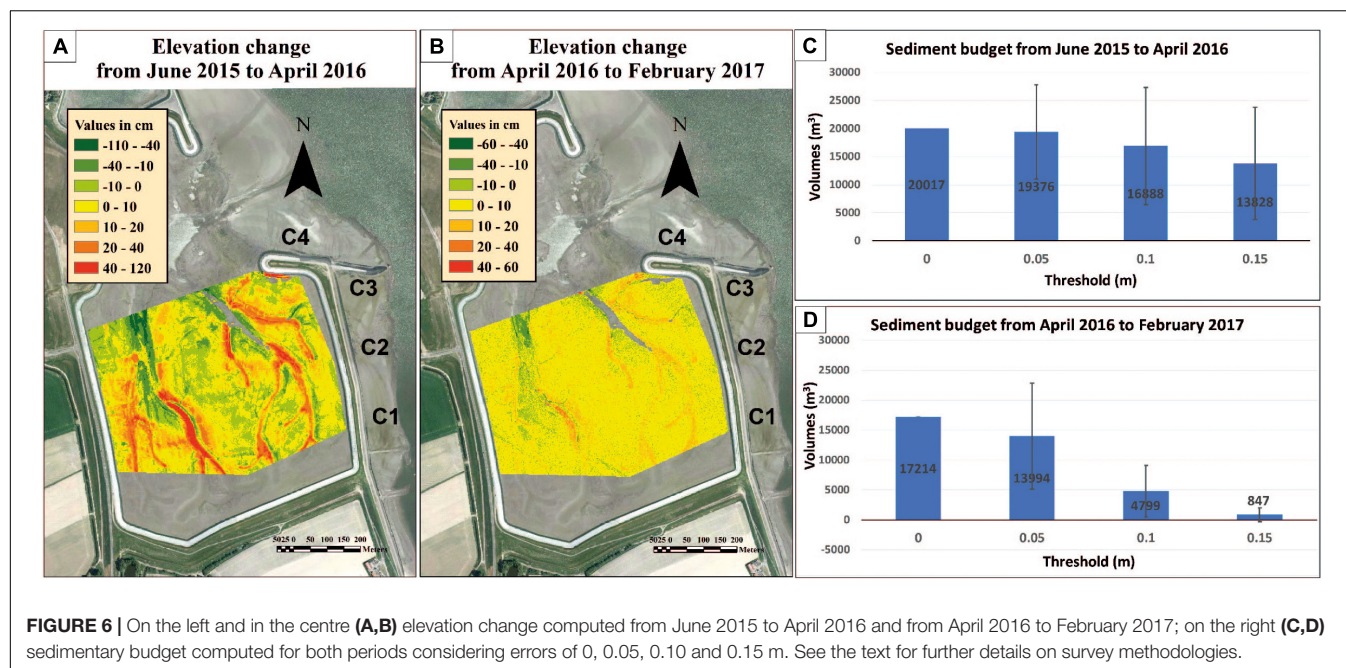 A
Elevation change
from June 2015 to April 2016
Values in cm
-110 - -40
-40 - -10
-10 - 0
0 - 10
10 - 20
20 - 40
40 - 120
N
C4
C3
C2
C1
5025 0 50 100 150 200
Meters
B
Elevation change
from April 2016 to February 2017
Values in cm
-60 - -40
-40 - -10
-10 - 0
0 - 10
10 - 20
20 - 40
40 - 60
N
C4
C3
C2
C1
5025 0 50 100 150 200
Meters
C
Sediment budget from June 2015 to April 2016
Volumes (m³)
30000
25000
20000
15000
10000
5000
0
20017
19376
16888
13828
0 0.05 0.1 0.15
Threshold (m)
D
Sediment budget from April 2016 to February 2017
Volumes (m³)
30000
25000
20000
15000
10000
5000
0
-5000
17214
13994
4799
847
0 0.05 0.1 0.15
Threshold (m)
FIGURE 6 | On the left and in the centre (A,B) elevation change computed from June 2015 to April 2016 and from April 2016 to February 2017; on the right (C,D)
sedimentary budget computed for both periods considering errors of 0, 0.05, 0.10 and 0.15 m. See the text for further details on survey methodologies.